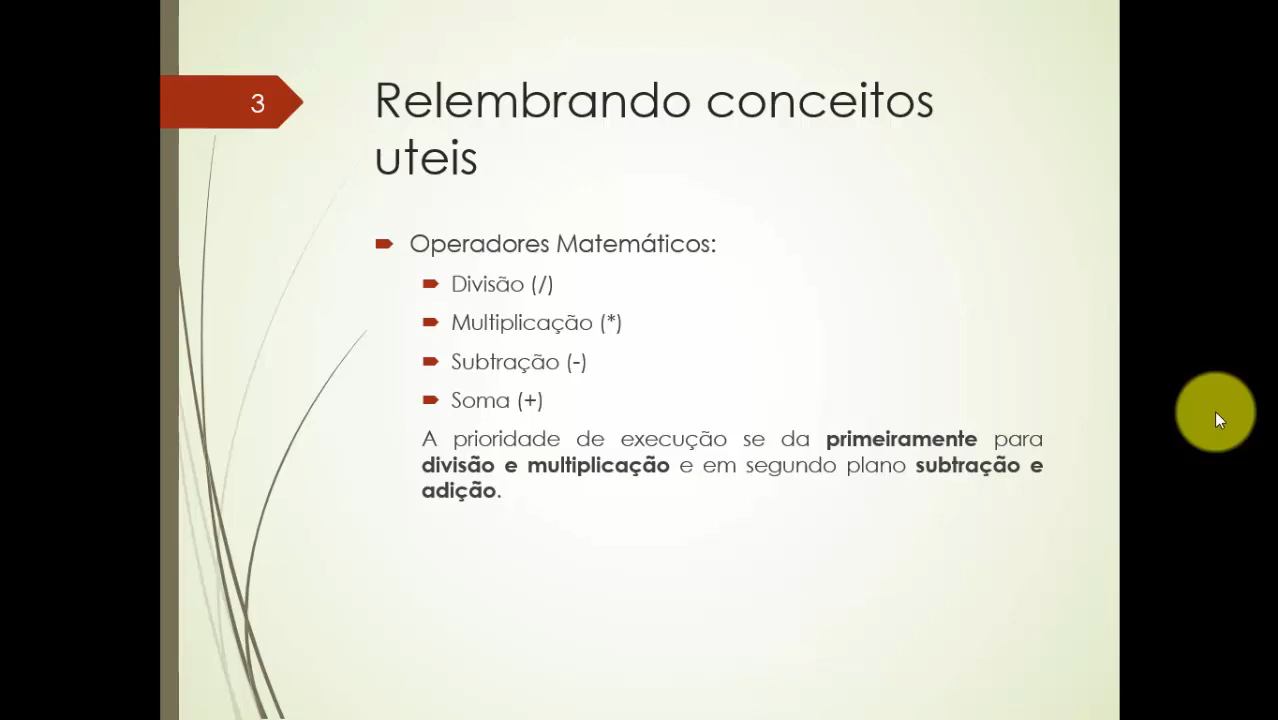 3
Relembrando conceitos
uteis
Operadores Matemáticos:
Divisão (/)
Multiplicação (*)
Subtração (-)
Soma (+)
A prioridade de execução se da primeiramente para
divisão e multiplicação e em segundo plano subtração e
adição.